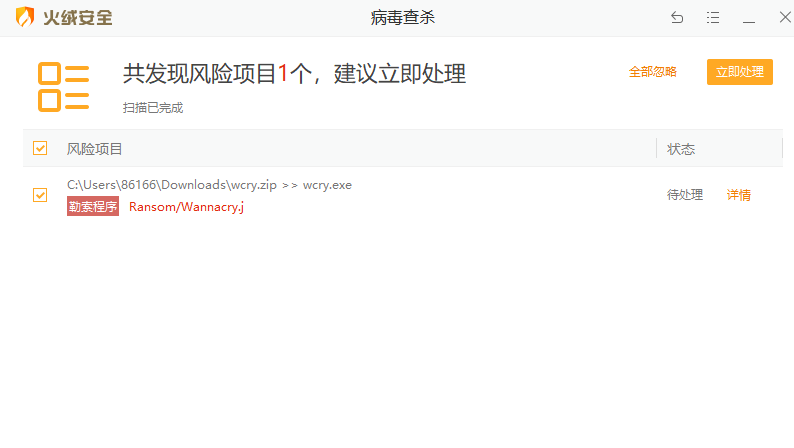 火绒安全
病毒查杀
共发现风险项目1个，建议立即处理
全部忽略
立即处理
扫描已完成
风险项目
状态
C:\Users\86166\Downloads\wcry.zip >> wcry.exe
待处理
详情
勒索程序 Ransom/Wannacry.j